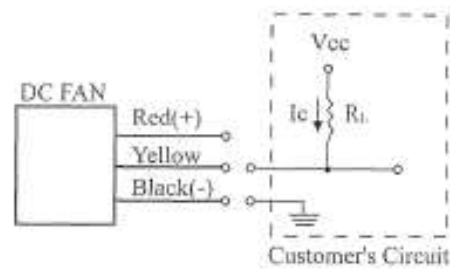 Vcc
DC FAN
Ic
RL
Red(+)
Yellow
Black(-)
Customer's Circuit